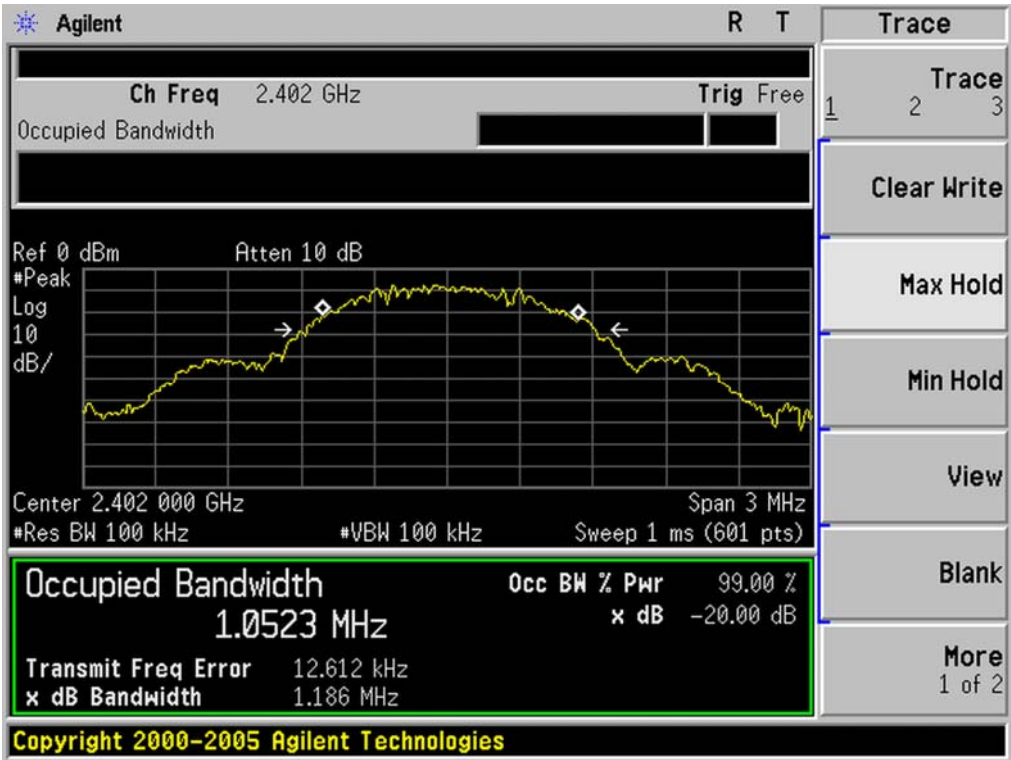 Agilent R T Trace
Ch Freq 2.402 GHz Trig Free
Occupied Bandwidth
Trace
1 2 3
Clear Write
Max Hold
Min Hold
View
Blank
More
1 of 2
Ref 0 dBm Atten 10 dB
#Peak
Log
10
dB/
Center 2.402 000 GHz Span 3 MHz
#Res BW 100 kHz #VBW 100 kHz Sweep 1 ms (601 pts)
Occupied Bandwidth Occ BW % Pwr 99.00 %
1.0523 MHz x dB -20.00 dB
Transmit Freq Error 12.612 kHz
x dB Bandwidth 1.186 MHz
Copyright 2000-2005 Agilent Technologies